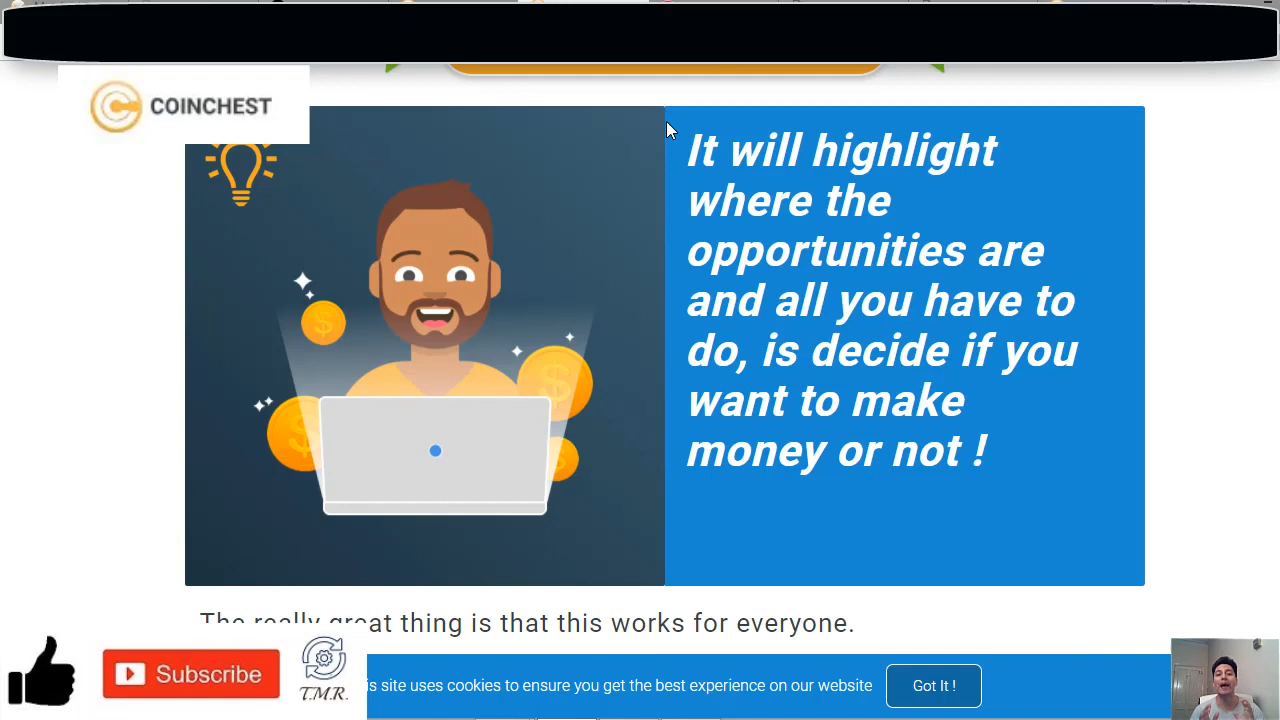 COINCHEST
It will highlight
where the
opportunities are
and all you have to
do, is decide if you
want to make
money or not !
The really great thing is that this works for everyone.
Subscribe
T.M.R.
is site uses cookies to ensure you get the best experience on our website
Got It !